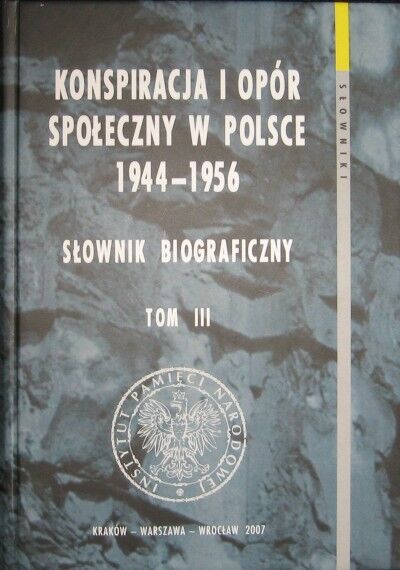 KONSPIRACJA I OPÓR
SPOŁECZNY W POLSCE
1944–1956
SŁOWNIK BIOGRAFICZNY
TOM III
SŁOWNIKI
INSTYTUT PAMIĘCI NARODOWEJ
KRAKÓW – WARSZAWA – WROCŁAW 2007